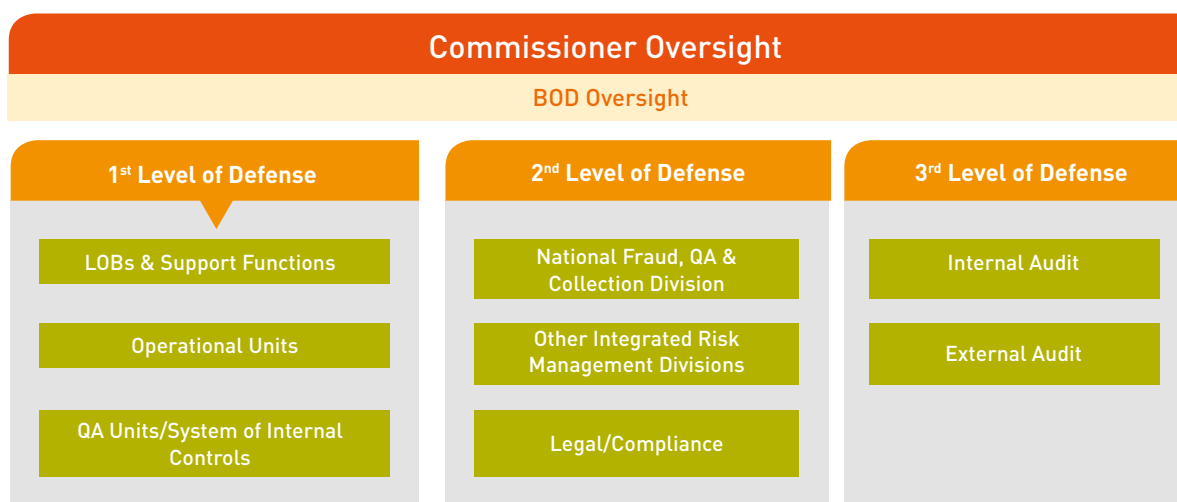 Commissioner Oversight
BOD Oversight
1st Level of Defense
LOBs & Support Functions
Operational Units
QA Units/System of Internal
Controls
2nd Level of Defense
National Fraud, QA &
Collection Division
Other Integrated Risk
Management Divisions
Legal/Compliance
3rd Level of Defense
Internal Audit
External Audit